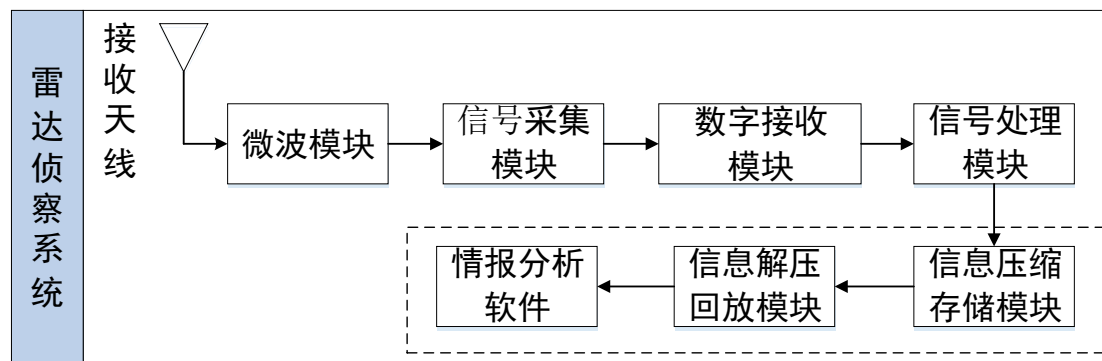 雷达侦察系统
接收天线
微波模块
信号采集
模块
数字接收
模块
信号处理
模块
情报分析
软件
信息解压
回放模块
信息压缩
存储模块